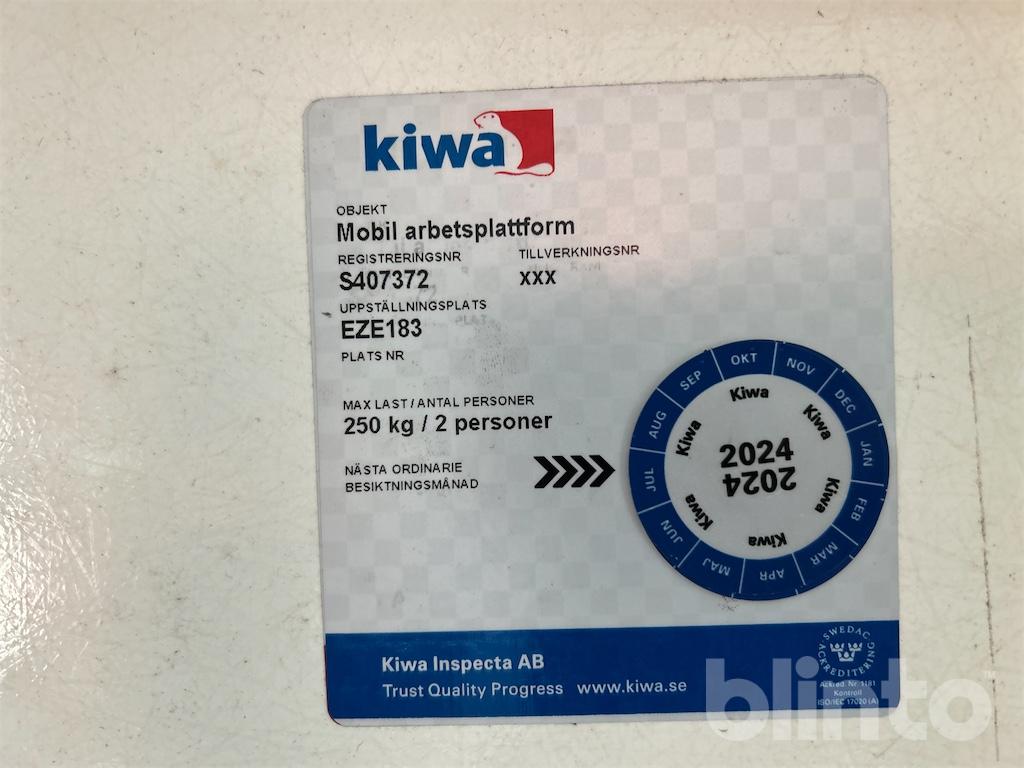 kiwa
OBJEKT
Mobil arbetsplattform
REGISTRERINGSNR TILLVERKNINGSNR
S407372 XXX
UPPSTÄLLNINGSPLATS
EZE183
PLATS NR
MAX LAST / ANTAL PERSONER
250 kg / 2 personer
NÄSTA ORDINARIE
BESIKTNINGSMÅNAD
JAN
FEB
MAR
APR
MAJ
JUN
JUL
AUG
SEP
OKT
NOV
DEC
Kiwa
Kiwa
Kiwa
Kiwa
Kiwa
Kiwa
2024
2024
SWEDAC
ACKREDITERING
Ackred. Nr. 1181
Kontroll
ISO/IEC 17020 (A)
Kiwa Inspecta AB
Trust Quality Progress www.kiwa.se
blinto